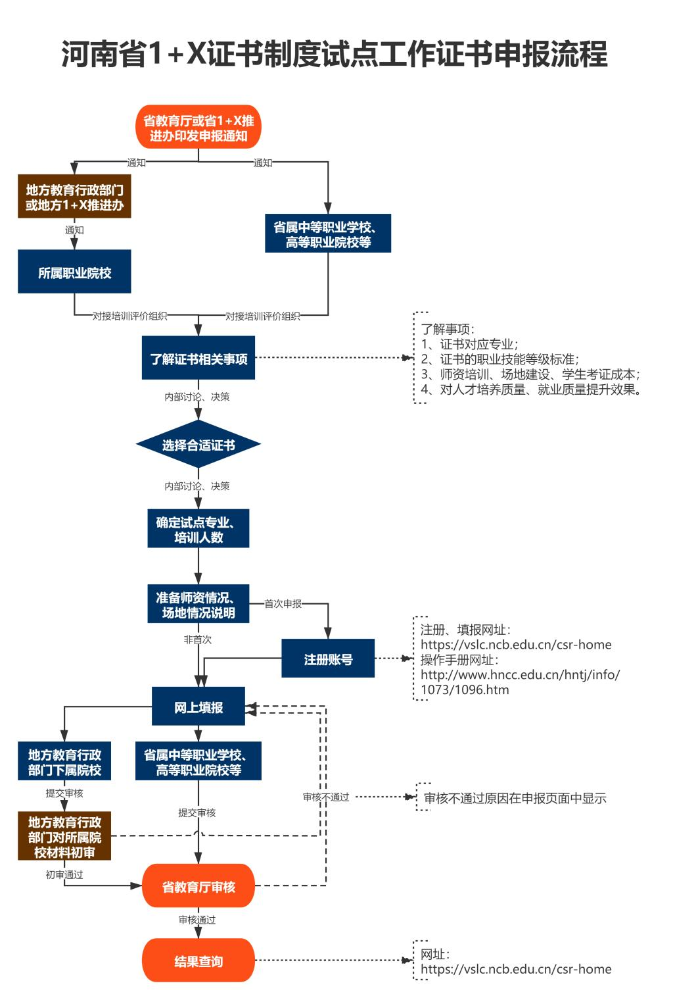 河南省1+X证书制度试点工作证书申报流程
省教育厅或省1+X推
进办印发申报通知
通知
通知
地方教育行政部门
或地方1+X推进办
省属中等职业学校、
高等职业院校等
通知
所属职业院校
对接培训评价组织
对接培训评价组织
了解证书相关事项
了解事项：
1、证书对应专业；
2、证书的职业技能等级标准；
3、师资培训、场地建设、学生考证成本；
4、对人才培养质量、就业质量提升效果。
内部讨论、决策
选择合适证书
内部讨论、决策
确定试点专业、
培训人数
准备师资情况、
场地情况说明
首次申报
非首次
注册账号
注册、填报网址：
https://vslc.ncb.edu.cn/csr-home
操作手册网址：
http://www.hncc.edu.cn/hntj/info/
1073/1096.htm
网上填报
地方教育行政
部门下属院校
省属中等职业学校、
高等职业院校等
提交审核
审核不通过
审核不通过原因在申报页面中显示
提交审核
地方教育行政
部门对所属院
校材料初审
初审通过
省教育厅审核
审核通过
结果查询
网址：
https://vslc.ncb.edu.cn/csr-home